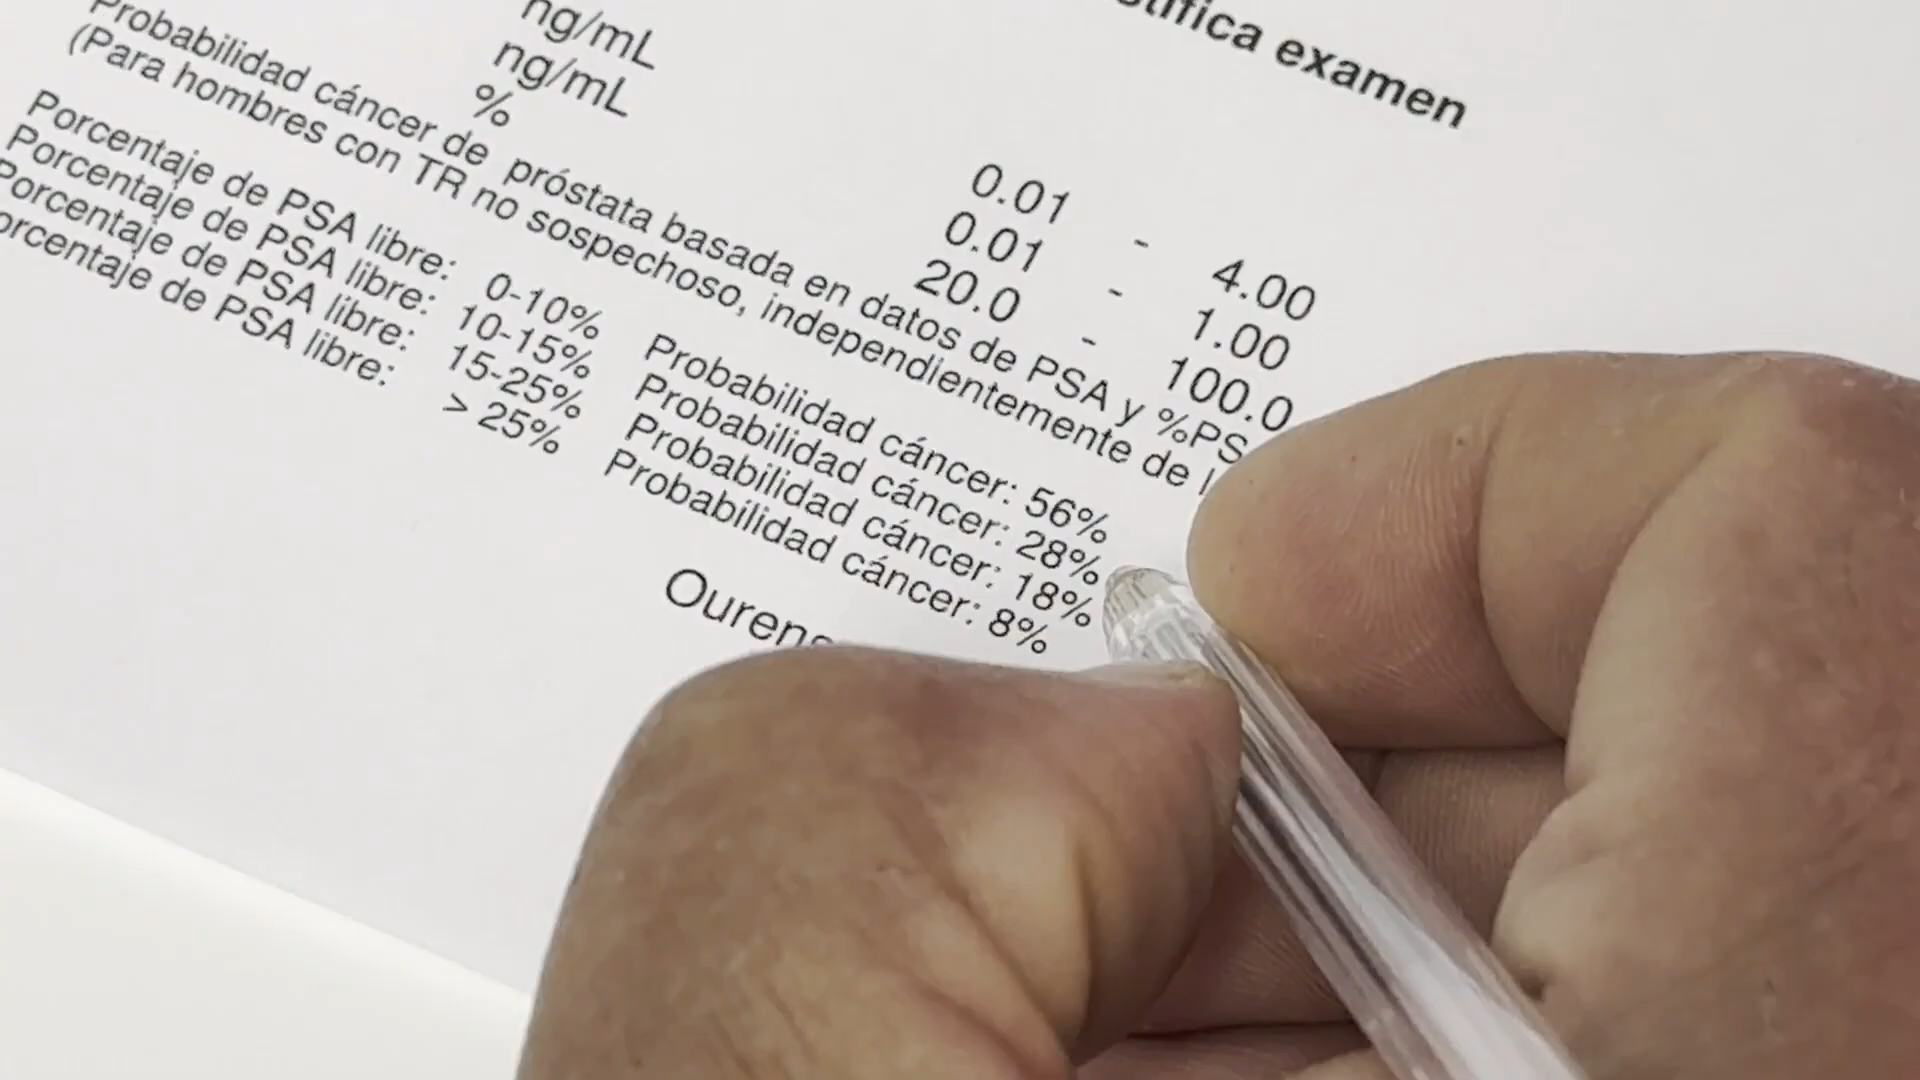 examen
ng/mL 0.01 - 4.00
ng/mL 0.01 - 1.00
% 20.0 - 100.0
Probabilidad cáncer de próstata basada en datos de PSA y
(Para hombres con TR no sospechoso, independientemente de
Porcentaje de PSA libre: 0-10% Probabilidad cáncer: 56%
Porcentaje de PSA libre: 10-15% Probabilidad cáncer: 28%
Porcentaje de PSA libre: 15-25% Probabilidad cáncer: 18%
Porcentaje de PSA libre: > 25% Probabilidad cáncer: 8%